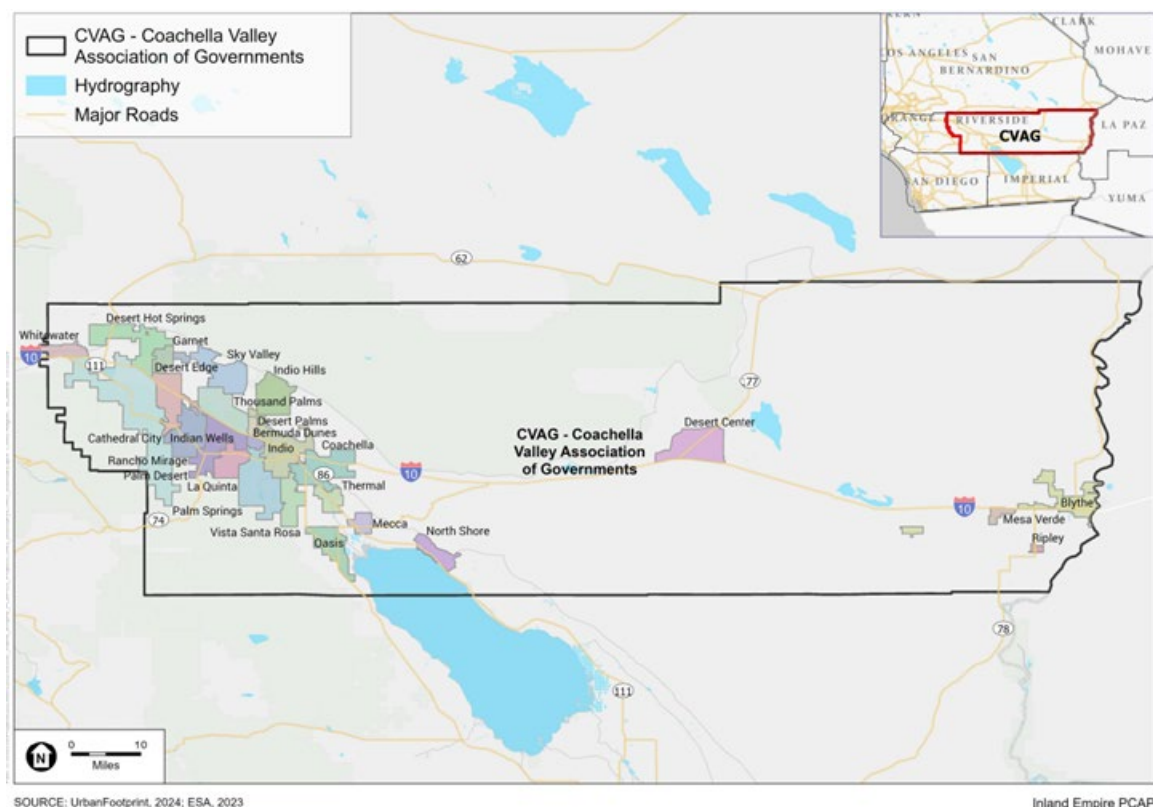 CVAG - Coachella Valley
Association of Governments
Hydrography
Major Roads
CLARK
MOHAVE
LOS ANGELES
SAN
BERNARDINO
ORANGE
RIVERSIDE
LA PAZ
CVAG
SAN DIEGO
IMPERIAL
YUMA
62
Desert Hot Springs
Whitewater
Garnet
10
111
Sky Valley
Desert Edge
Indio Hills
177
Thousand Palms
Desert Palms
Desert Center
Cathedral City
Indian Wells
Bermuda Dunes
CVAG - Coachella
Valley Association
of Governments
Indio
Coachella
Rancho Mirage
10
Palm Desert
86
La Quinta
Thermal
Blythe
10
Palm Springs
Mesa Verde
74
Mecca
Vista Santa Rosa
North Shore
Ripley
Oasis
78
111
N
0 10
Miles
SOURCE: UrbanFootprint, 2024; ESA, 2023
Inland Empire PCAP